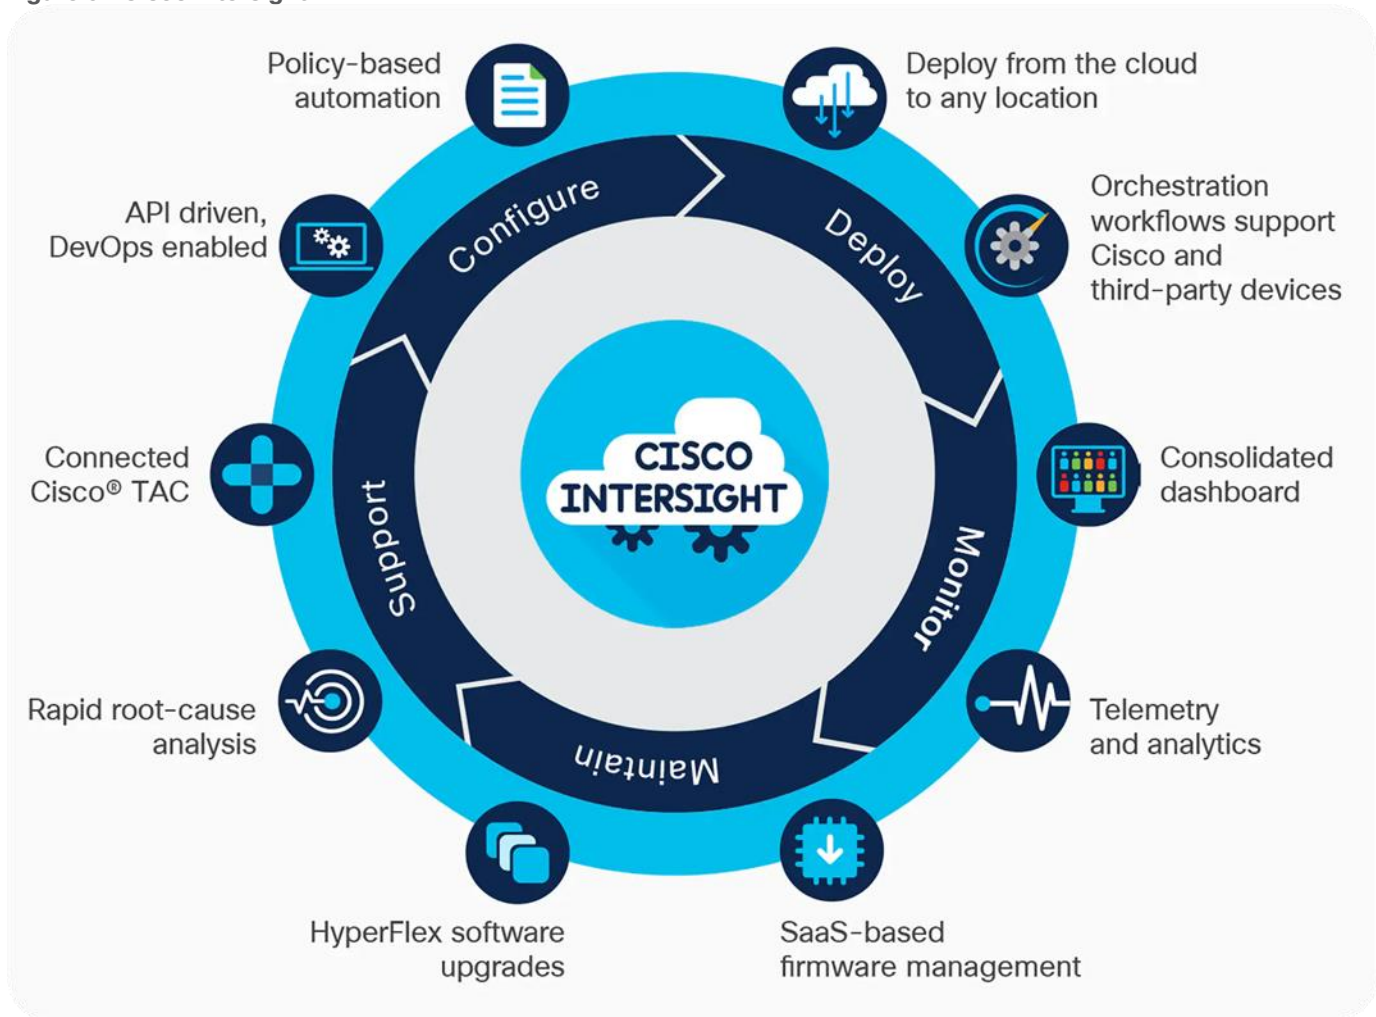 Policy-based
automation
Deploy from the cloud
to any location
API driven,
DevOps enabled
Orchestration
workflows support
Cisco and
third-party devices
Configure
Deploy
Connected
Cisco® TAC
CISCO
INTERSIGHT
Consolidated
dashboard
Support
Monitor
Rapid root-cause
analysis
Telemetry
and analytics
Maintain
HyperFlex software
upgrades
SaaS-based
firmware management